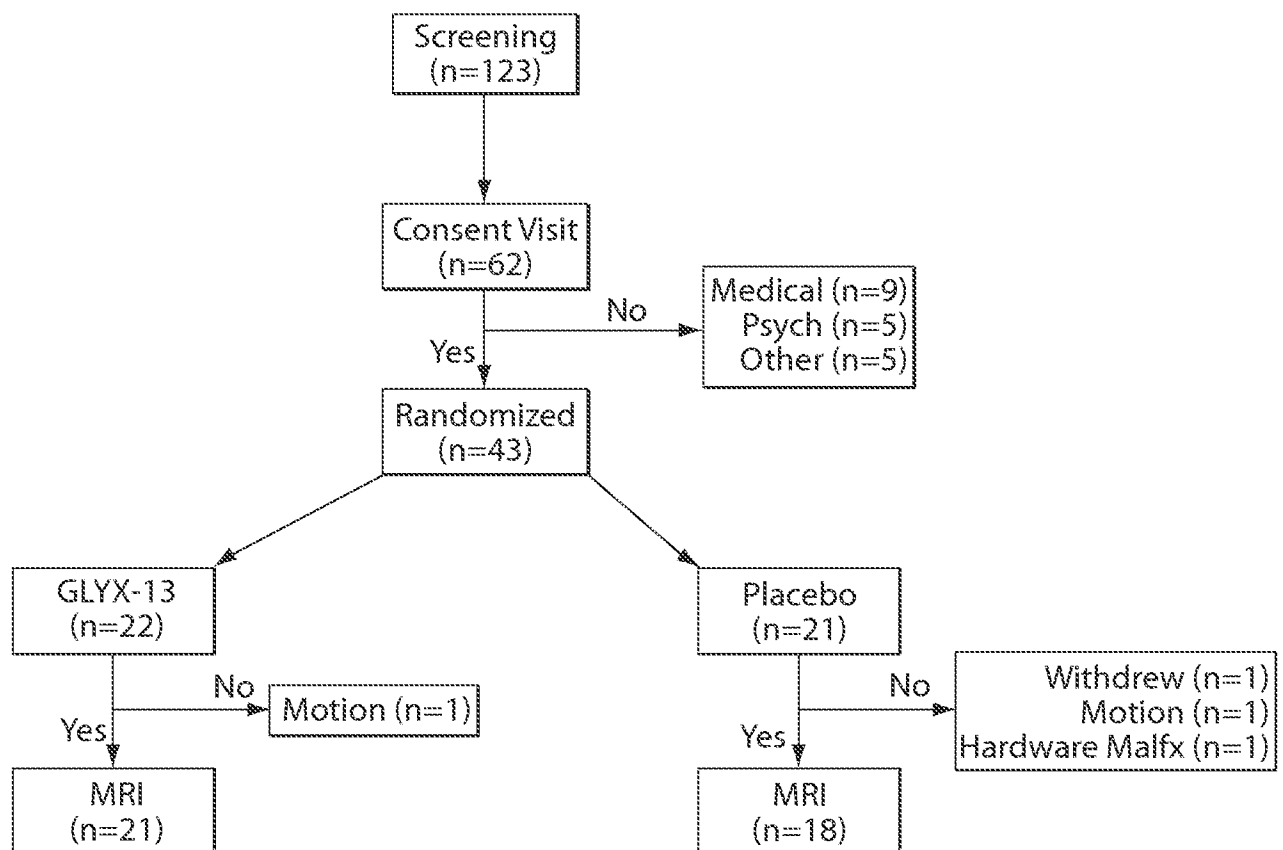 Screening
(n=123)
Consent Visit
(n=62)
No
Medical (n=9)
Psych (n=5)
Other (n=5)
Yes
Randomized
(n=43)
GLYX-13
(n=22)
No
Motion (n=1)
Yes
MRI
(n=21)
Placebo
(n=21)
No
Withdrew (n=1)
Motion (n=1)
Hardware Malfx (n=1)
Yes
MRI
(n=18)